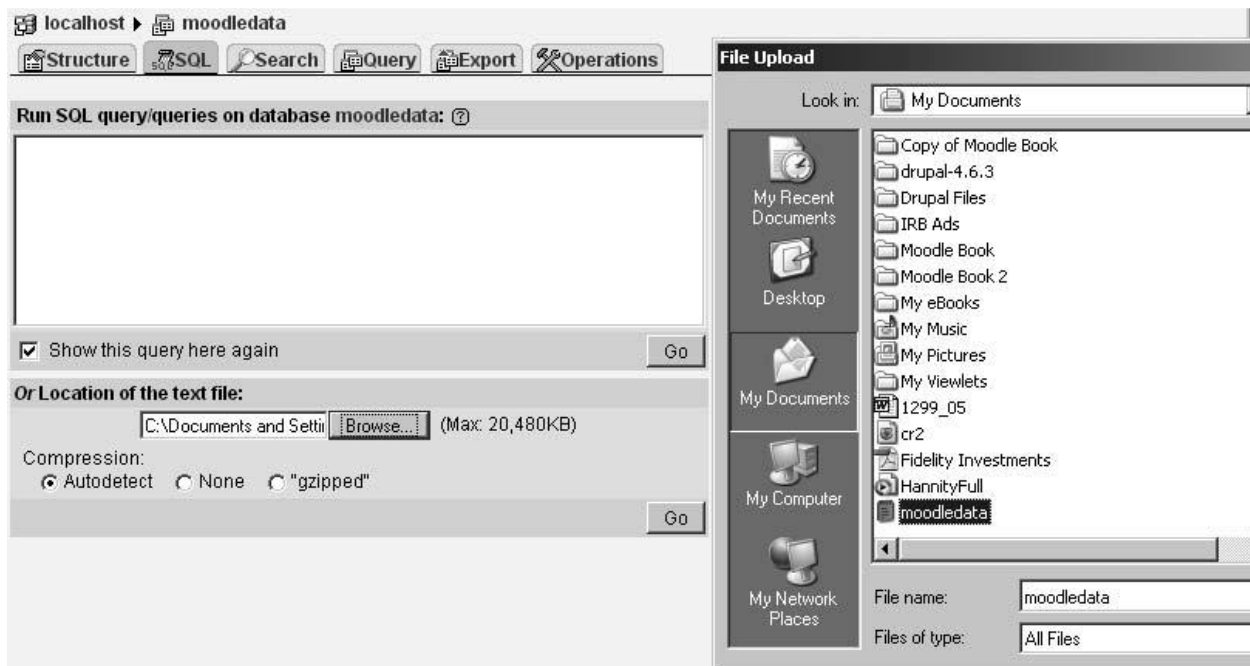 localhost ▸ moodledata
Structure SQL Search Query Export Operations
Run SQL query/queries on database moodledata:
Show this query here again
Go
Or Location of the text file:
C:\Documents and Setti Browse... (Max: 20,480KB)
Compression:
Autodetect None "gzipped"
Go
File Upload
Look in: My Documents
My Recent
Documents
Desktop
My Documents
My Computer
My Network
Places
Copy of Moodle Book
drupal-4.6.3
Drupal Files
IRB Ads
Moodle Book
Moodle Book 2
My eBooks
My Music
My Pictures
My Viewlets
1299_05
cr2
Fidelity Investments
HannityFull
moodledata
File name: moodledata
Files of type: All Files